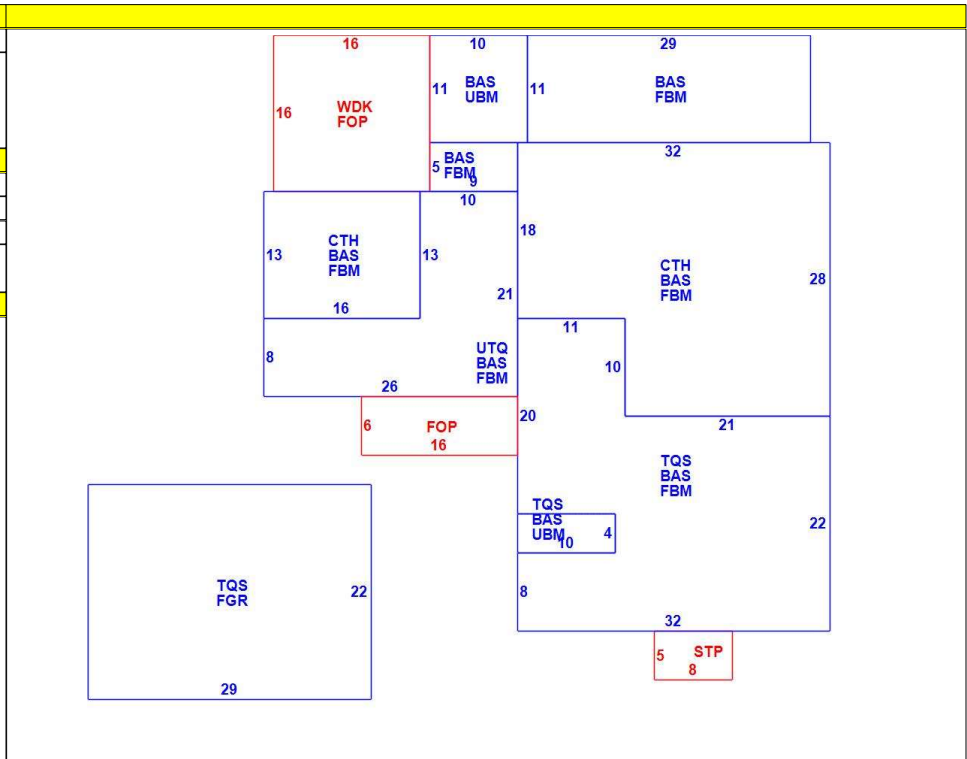 16
10
29
16
WDK
FOP
11
BAS
UBM
11
BAS
FBM
5
BAS
FBM
9
32
10
13
CTH
BAS
FBM
13
16
18
21
CTH
BAS
FBM
28
11
10
8
UTQ
BAS
FBM
26
6
FOP
16
20
21
TQS
BAS
FBM
22
TQS
BAS
UBM
4
10
8
32
TQS
FGR
22
29
5
STP
8